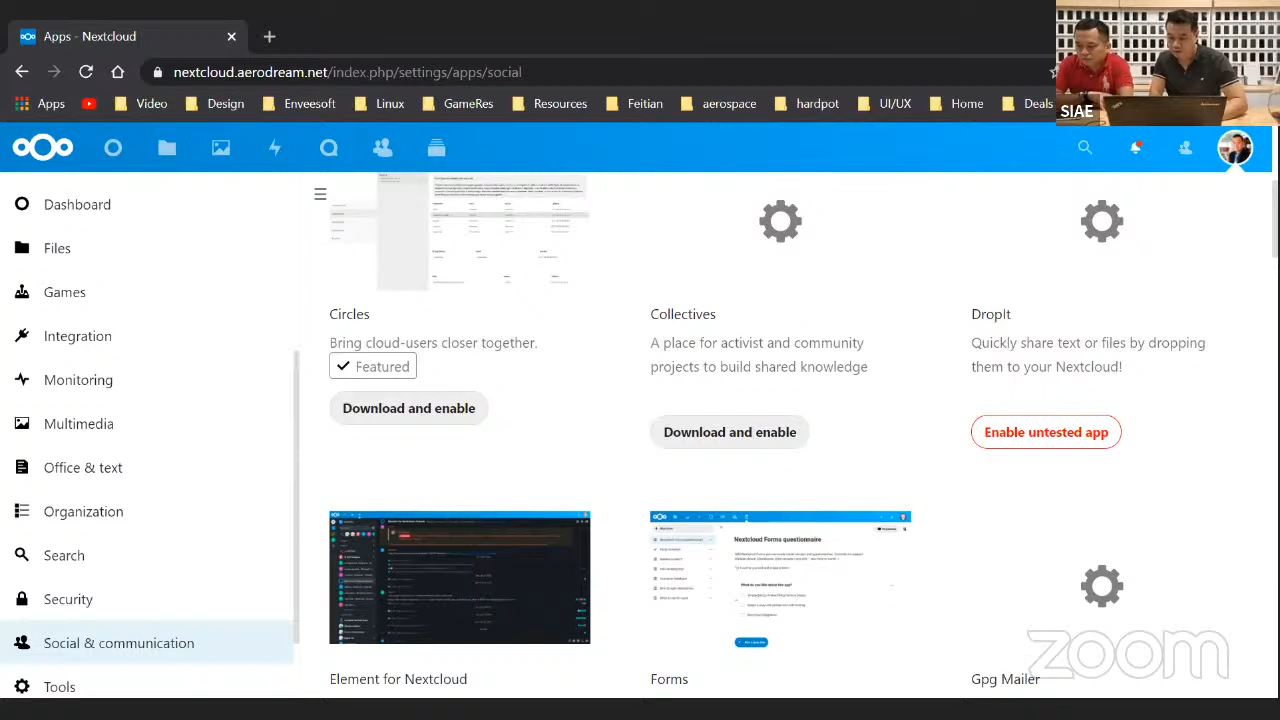 Apps - Nextcloud
nextcloud.aerodream.net/index.php/settings/apps/social
Apps
Video
Design
Enveesoft
Linux
GameRes
Resources
Feitian
aerospace
hardpot
UI/UX
Home
Deals
SIAE
Dashboard
Files
Games
Integration
Monitoring
Multimedia
Office & text
Organization
Search
Security
Social & communication
Tools
Circles
Bring cloud-users closer together.
Featured
Download and enable
Collectives
A place for activist and community
projects to build shared knowledge
Download and enable
DropIt
Quickly share text or files by dropping
them to your Nextcloud!
Enable untested app
Nextcloud Forms questionnaire
Element for Nextcloud
Forms
Gpg Mailer
zoom